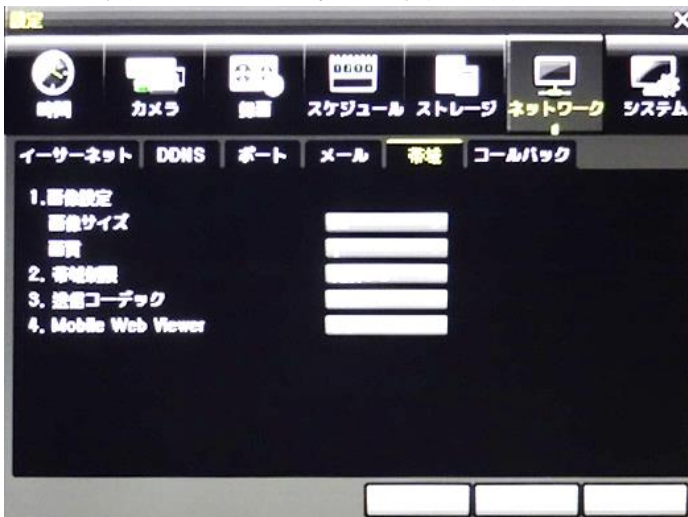 設定
時間 カメラ 録画 スケジュール ストレージ ネットワーク システム
イーサーネット DDNS ポート メール 帯域 コールバック
1.画像設定
画像サイズ
画質
2. 帯域制限
3. 送信コーデック
4. Mobile Web Viewer